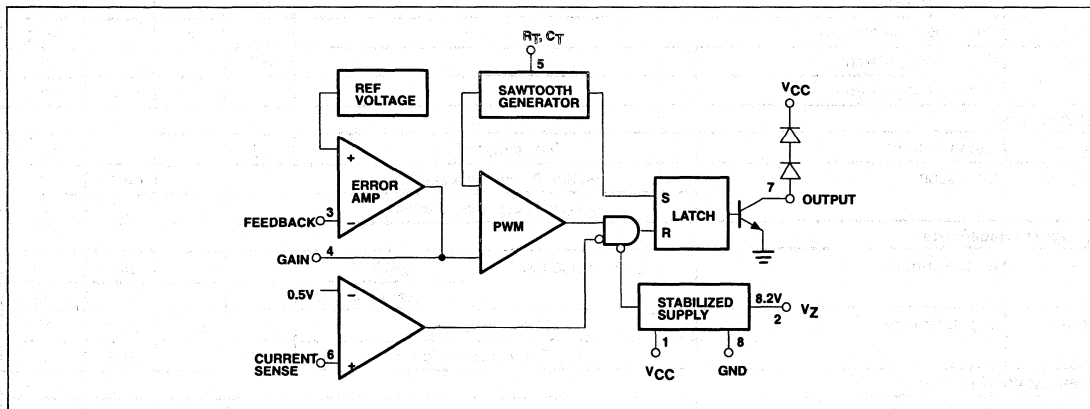 RT, CT
5
REF
VOLTAGE
SAWTOOTH
GENERATOR
VCC
+
ERROR
AMP
3
FEEDBACK
–
PWM
S
LATCH
R
7
OUTPUT
4
GAIN
0.5V
–
STABILIZED
SUPPLY
8.2V
2
VZ
6
CURRENT
SENSE
+
1
VCC
8
GND